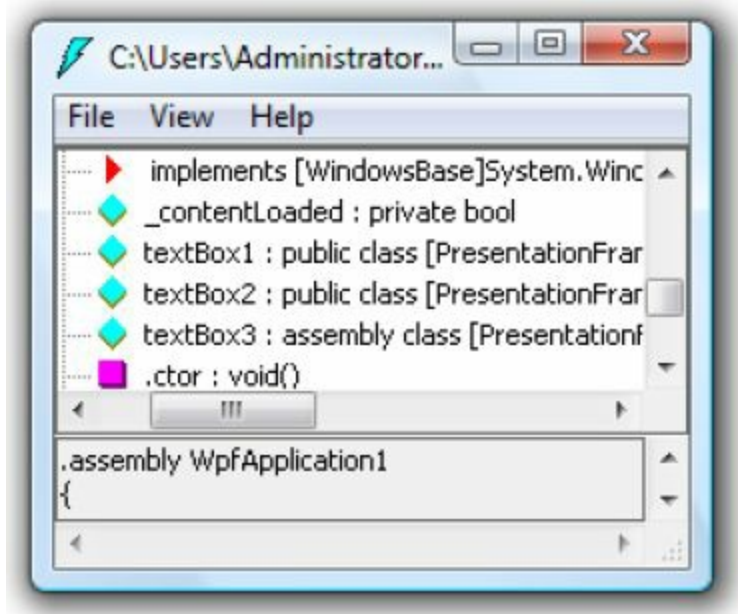 C:\Users\Administrator...
File View Help
implements [WindowsBase]System.Winc
_contentLoaded : private bool
textBox1 : public class [PresentationFrar
textBox2 : public class [PresentationFrar
textBox3 : assembly class [Presentationf
.ctor : void()
.assembly WpfApplication1
{